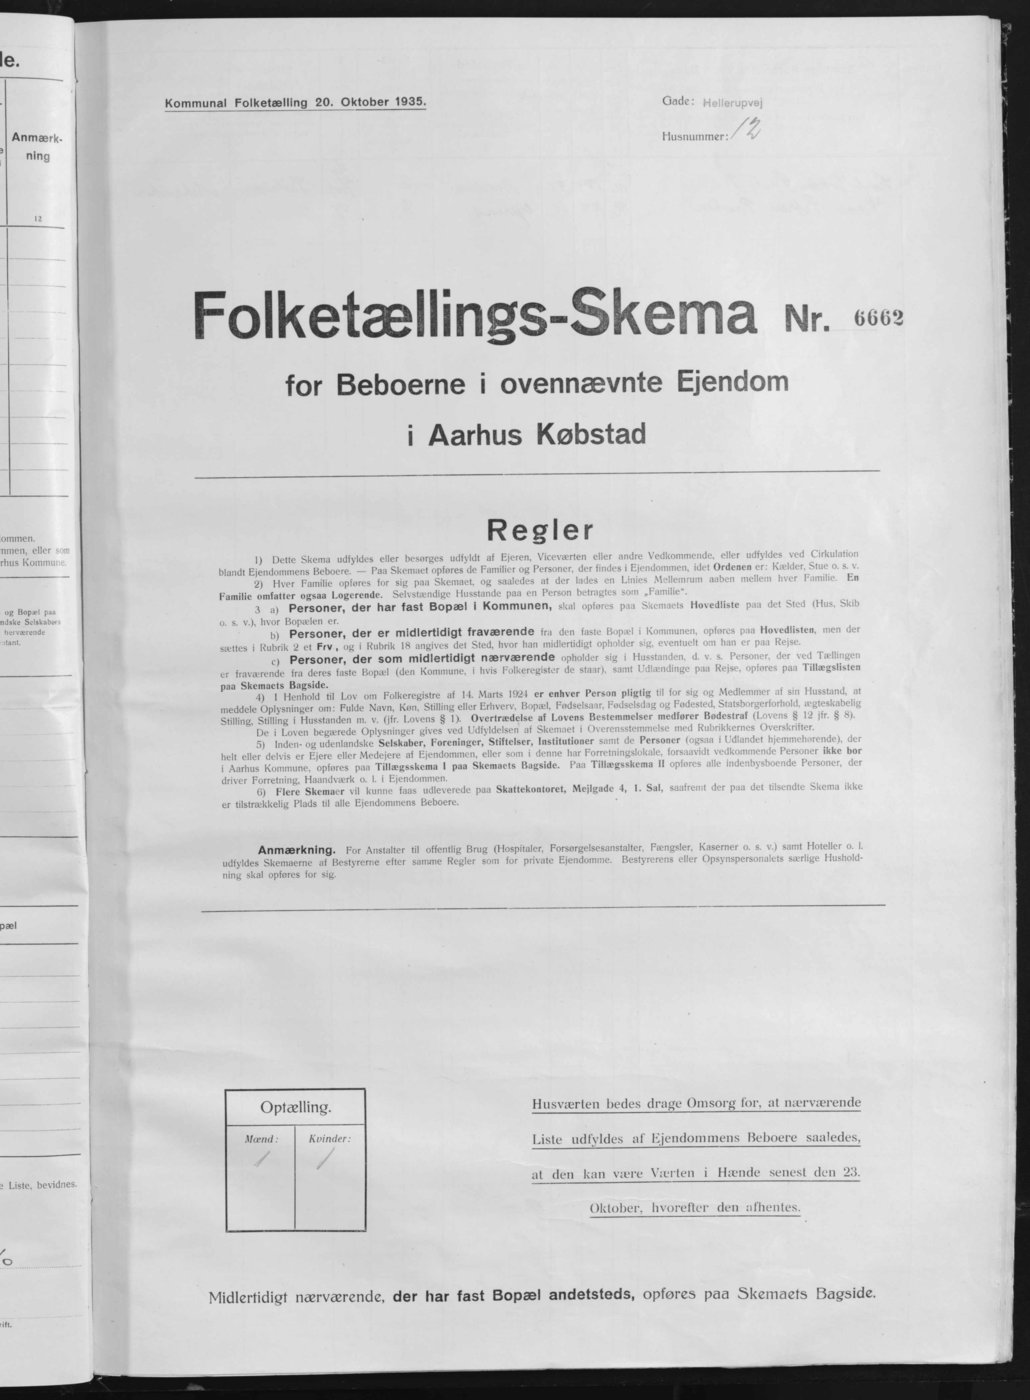 le.
Anmærk-
ning
12
ommen.
mmen, eller som
rhus Kommune.
og Bopæl paa
ndske Selskabers
herværende
pæl
e Liste, bevidnes.
rift.
Kommunal Folketælling 20. Oktober 1935.
Gade: Hellerupvej
Husnummer: 12
Folketællings-Skema Nr. 6662
for Beboerne i ovennævnte Ejendom
i Aarhus Købstad
Regler
1) Dette Skema udfyldes eller besørges udfyldt af Ejeren, Viceværten eller andre Vedkommende, eller udfyldes ved Cirkulation
blandt Ejendommens Beboere. — Paa Skemaet opføres de Familier og Personer, der findes i Ejendommen, idet Ordenen er: Kælder, Stue o. s. v.
2) Hver Familie opføres for sig paa Skemaet, og saaledes at der lades en Linies Mellemrum aaben mellem hver Familie. En
Familie omfatter ogsaa Logerende. Selvstændige Husstande paa en Person betragtes som „Familie“.
3 a) Personer, der har fast Bopæl i Kommunen, skal opføres paa Skemaets Hovedliste paa det Sted (Hus, Skib
o. s. v.), hvor Bopælen er.
b) Personer, der er midlertidigt fraværende fra den faste Bopæl i Kommunen, opføres paa Hovedlisten, men der
sættes i Rubrik 2 et Frv., og i Rubrik 18 angives det Sted, hvor han midlertidigt opholder sig, eventuelt om han er paa Rejse.
c) Personer, der som midlertidigt nærværende opholder sig i Husstanden, d. v. s. Personer, der ved Tællingen
er fraværende fra deres faste Bopæl (den Kommune, i hvis Folkeregister de staar), samt Udlændinge paa Rejse, opføres paa Tillægslisten
paa Skemaets Bagside.
4) I Henhold til Lov om Folkeregistre af 14. Marts 1924 er enhver Person pligtig til for sig og Medlemmer af sin Husstand, at
meddele Oplysninger om: Fulde Navn, Køn, Stilling eller Erhverv, Bopæl, Fødselsaar, Fødselsdag og Fødested, Statsborgerforhold, ægteskabelig
Stilling, Stilling i Husstanden m. v. (jfr. Lovens § 1). Overtrædelse af Lovens Bestemmelser medfører Bødestraf (Lovens § 12 jfr. § 8).
De i Loven begærede Oplysninger gives ved Udfyldelsen af Skemaet i Overensstemmelse med Rubrikkernes Overskrifter.
5) Inden- og udenlandske Selskaber, Foreninger, Stiftelser, Institutioner samt de Personer (ogsaa i Udlandet hjemmehørende), der
helt eller delvis er Ejere eller Medejere af Ejendommen, eller som i denne har Forretningslokale, forsaavidt vedkommende Personer ikke bor
i Aarhus Kommune, opføres paa Tillægsskema I paa Skemaets Bagside. Paa Tillægsskema II opføres alle indenbysboende Personer, der
driver Forretning, Haandværk o. l. i Ejendommen.
6) Flere Skemaer vil kunne faas udleverede paa Skattekontoret, Mejlgade 4, 1. Sal, saafremt der paa det tilsendte Skema ikke
er tilstrækkelig Plads til alle Ejendommens Beboere.
Anmærkning. For Anstalter til offentlig Brug (Hospitaler, Forsørgelsesanstalter, Fængsler, Kaserner o. s. v.) samt Hoteller o. l.
udfyldes Skemaerne af Bestyrerne efter samme Regler som for private Ejendomme. Bestyrerens eller Opsynspersonalets særlige Hushold-
ning skal opføres for sig.
Optælling.
Mænd: Kvinder:
1 1
Husværten bedes drage Omsorg for, at nærværende
Liste udfyldes af Ejendommens Beboere saaledes,
at den kan være Værten i Hænde senest den 23.
Oktober, hvorefter den afhentes.
Midlertidigt nærværende, der har fast Bopæl andetsteds, opføres paa Skemaets Bagside.